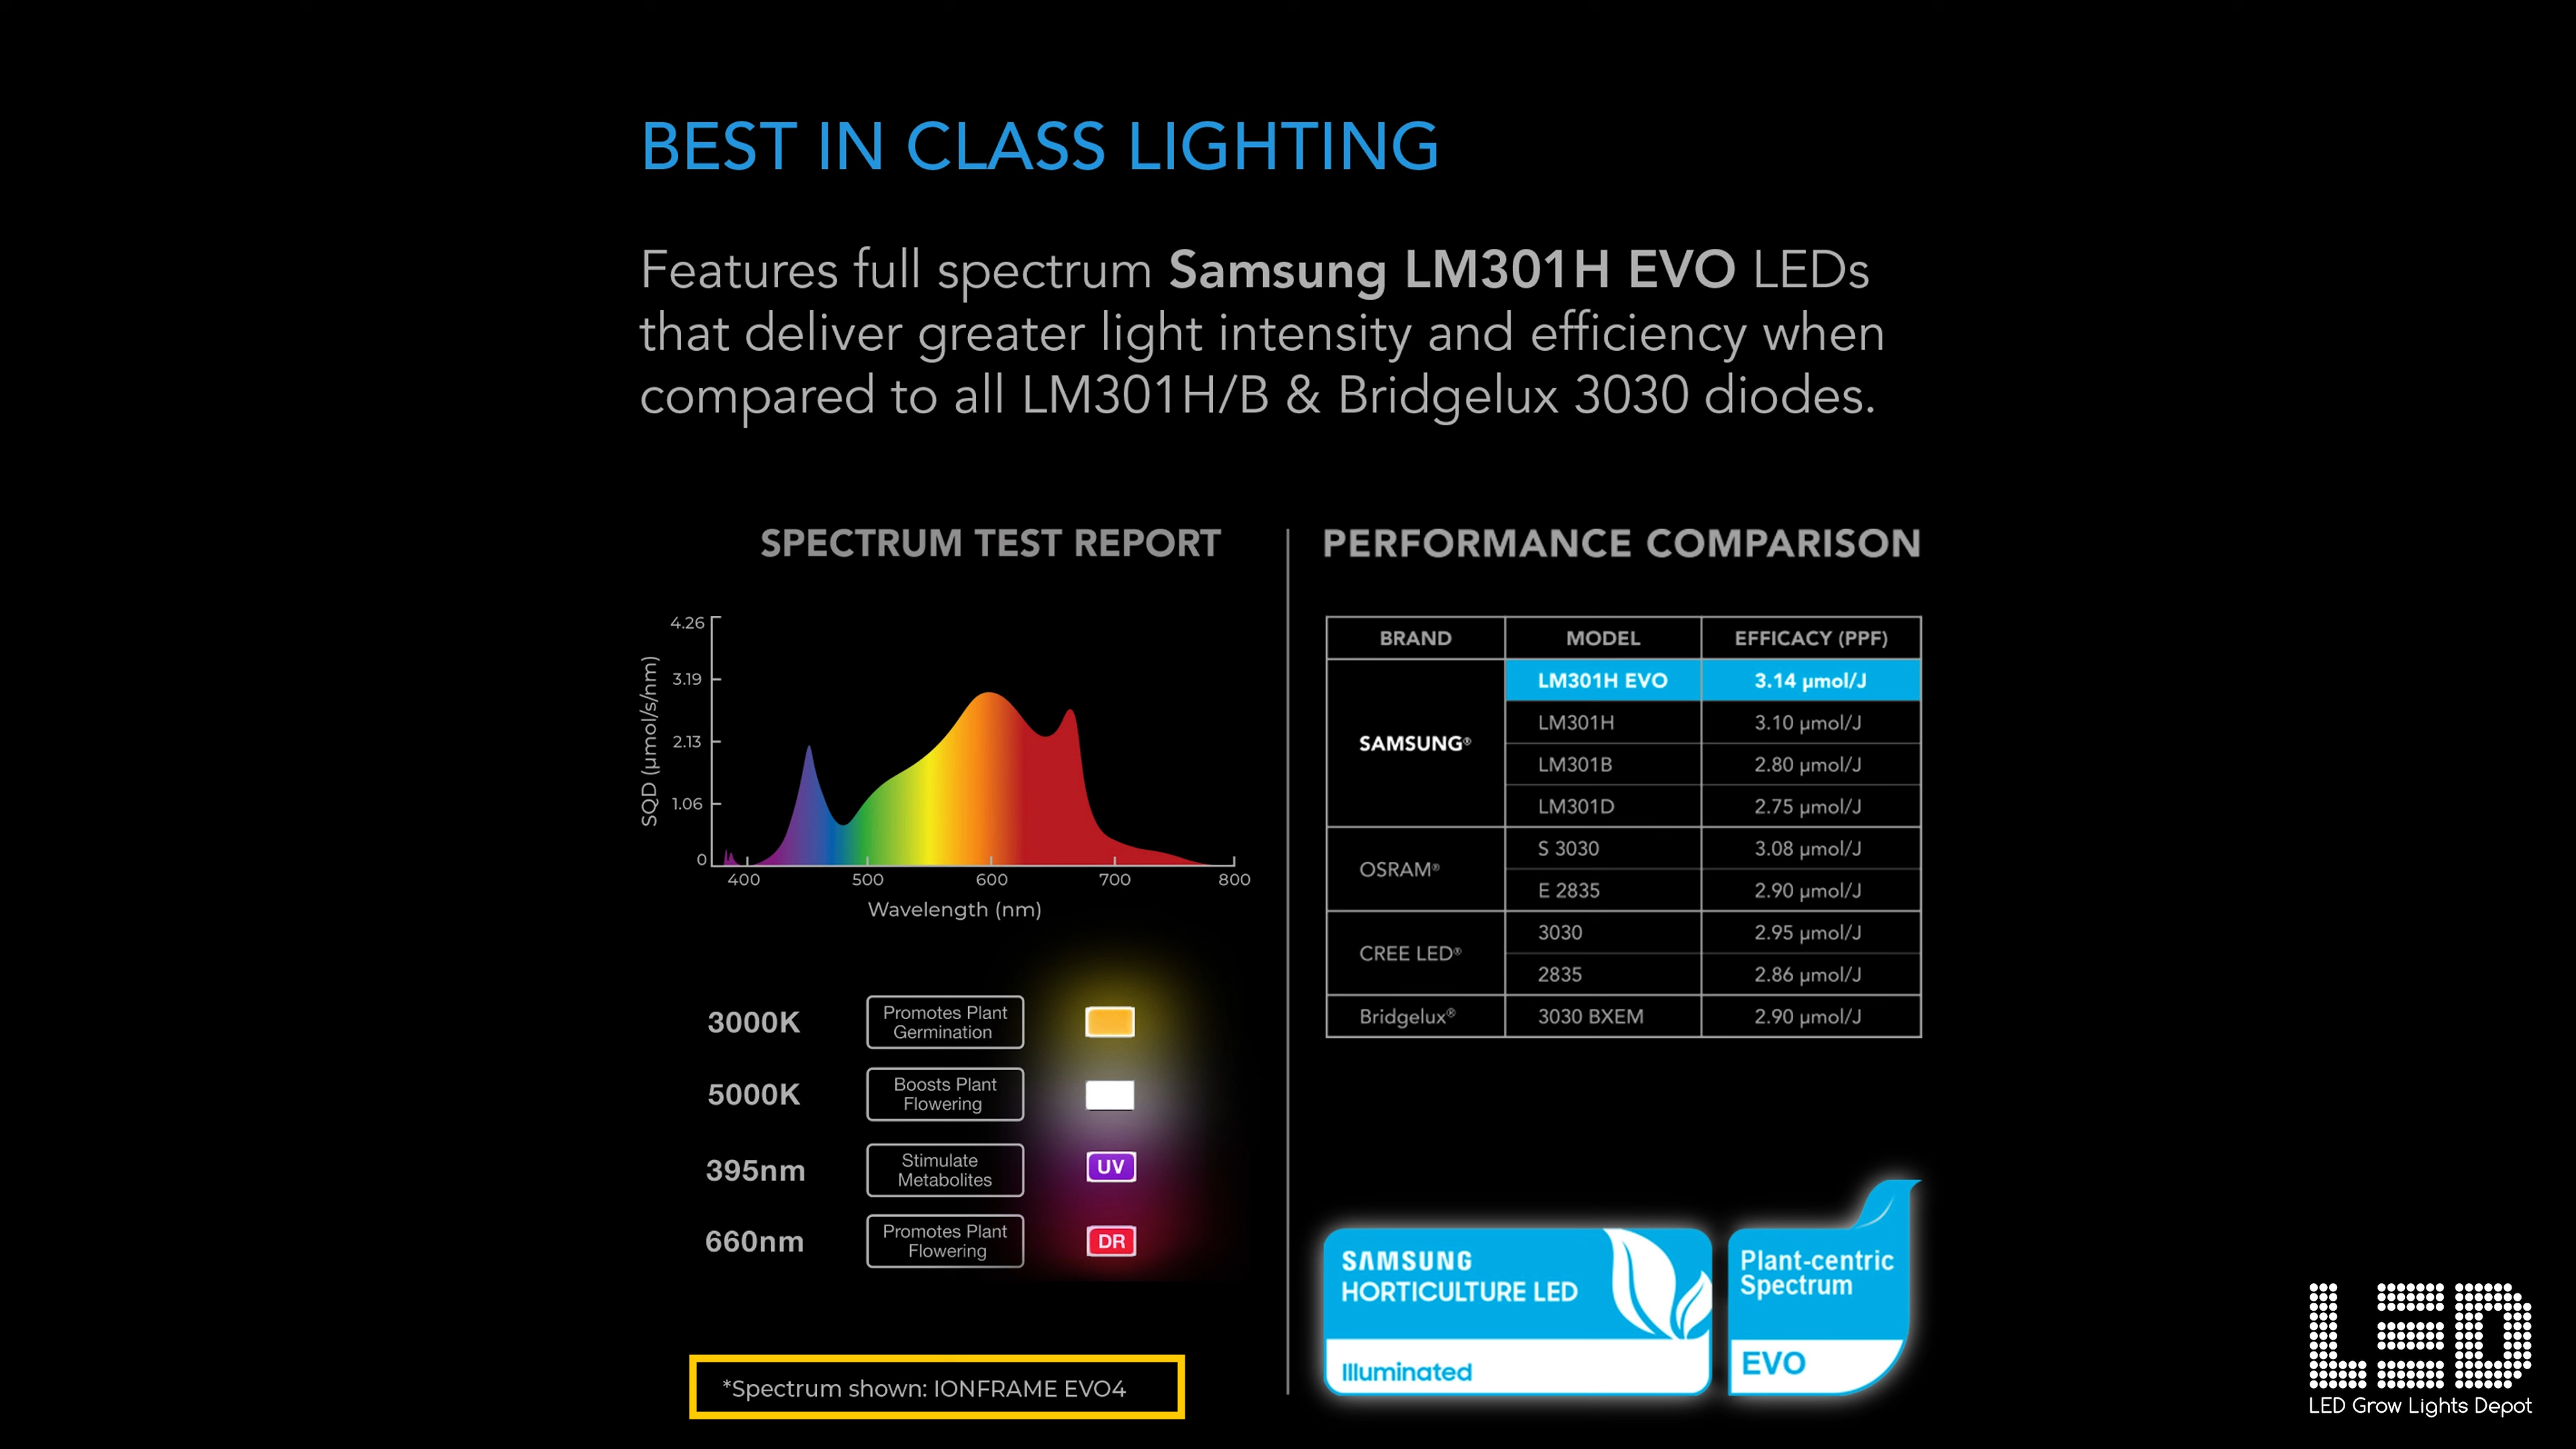 BEST IN CLASS LIGHTING
Features full spectrum Samsung LM301H EVO LEDs
that deliver greater light intensity and efficiency when
compared to all LM301H/B & Bridgelux 3030 diodes.
SPECTRUM TEST REPORT
4.26
3.19
2.13
1.06
0
SQD (µmol/s/nm)
400 500 600 700 800
Wavelength (nm)
3000K
Promotes Plant
Germination
5000K
Boosts Plant
Flowering
395nm
Stimulate
Metabolites
UV
660nm
Promotes Plant
Flowering
DR
*Spectrum shown: IONFRAME EVO4
PERFORMANCE COMPARISON
BRAND MODEL EFFICACY (PPF)
SAMSUNG®
LM301H EVO 3.14 µmol/J
LM301H 3.10 µmol/J
LM301B 2.80 µmol/J
LM301D 2.75 µmol/J
OSRAM®
S 3030 3.08 µmol/J
E 2835 2.90 µmol/J
CREE LED®
3030 2.95 µmol/J
2835 2.86 µmol/J
Bridgelux® 3030 BXEM 2.90 µmol/J
SAMSUNG
HORTICULTURE LED
Illuminated
Plant-centric
Spectrum
EVO
LED
LED Grow Lights Depot